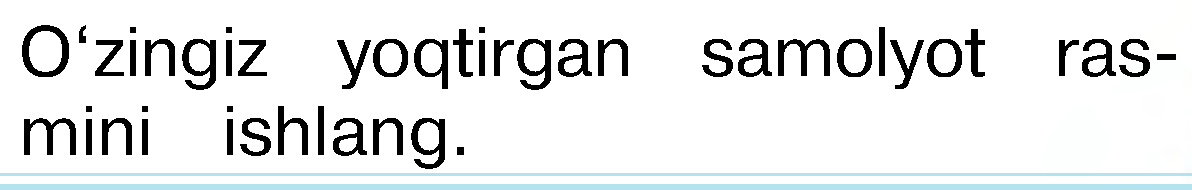 O‘zingiz yoqtirgan samolyot ras-
mini ishlang.